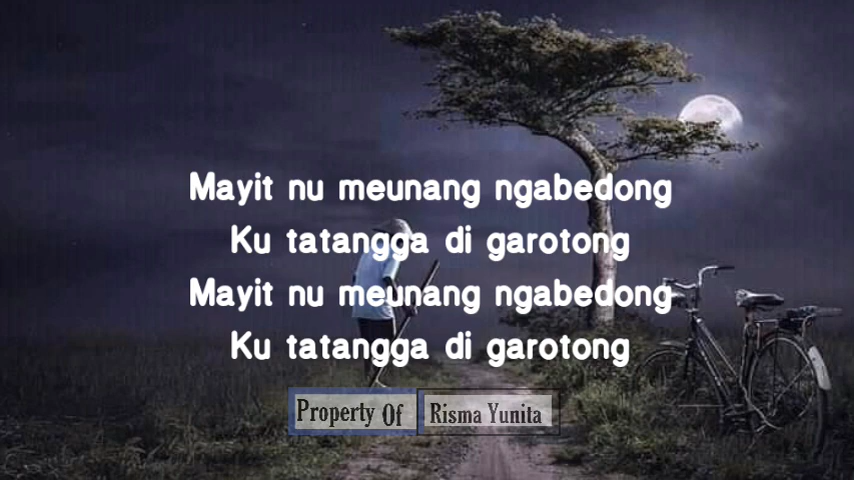 Mayit nu meunang ngabedong
Ku tatangga di garotong
Mayit nu meunang ngabedong
Ku tatangga di garotong
Property Of Risma Yunita